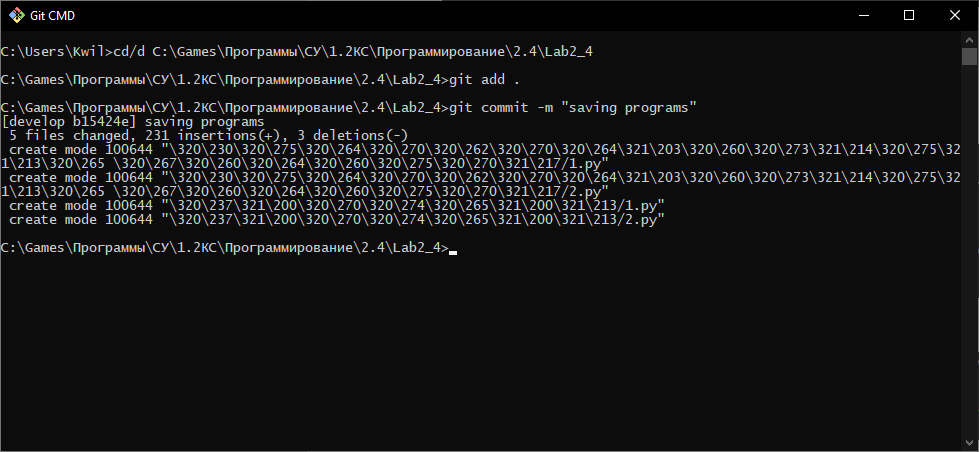 Git CMD
C:\Users\Kwil>cd/d C:\Games\Программы\СУ\1.2КС\Программирование\2.4\Lab2_4
C:\Games\Программы\СУ\1.2КС\Программирование\2.4\Lab2_4>git add .
C:\Games\Программы\СУ\1.2КС\Программирование\2.4\Lab2_4>git commit -m "saving programs"
[develop b15424e] saving programs
 5 files changed, 231 insertions(+), 3 deletions(-)
 create mode 100644 "\320\230\320\275\320\264\320\270\320\262\320\270\320\264\321\203\320\260\320\273\321\214\320\275\32
1\213\320\265 \320\267\320\260\320\264\320\260\320\275\320\270\321\217/1.py"
 create mode 100644 "\320\230\320\275\320\264\320\270\320\262\320\270\320\264\321\203\320\260\320\273\321\214\320\275\32
1\213\320\265 \320\267\320\260\320\264\320\260\320\275\320\270\321\217/2.py"
 create mode 100644 "\320\237\321\200\320\270\320\274\320\265\321\200\321\213/1.py"
 create mode 100644 "\320\237\321\200\320\270\320\274\320\265\321\200\321\213/2.py"
C:\Games\Программы\СУ\1.2КС\Программирование\2.4\Lab2_4>